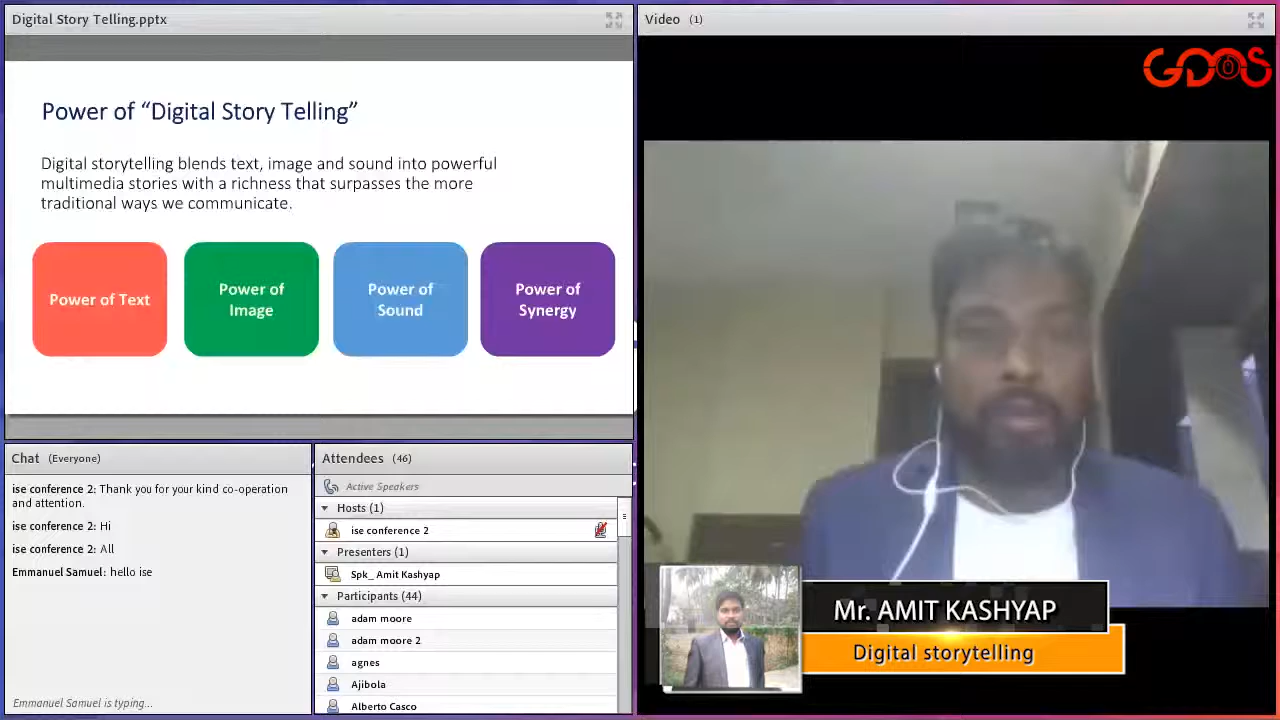 Digital Story Telling.pptx
Power of “Digital Story Telling”
Digital storytelling blends text, image and sound into powerful
multimedia stories with a richness that surpasses the more
traditional ways we communicate.
Power of Text
Power of
Image
Power of
Sound
Power of
Synergy
Chat (Everyone)
ise conference 2: Thank you for your kind co-operation
and attention.
ise conference 2: Hi
ise conference 2: All
Emmanuel Samuel: hello ise
Emmanuel Samuel is typing...
Attendees (46)
Active Speakers
Hosts (1)
ise conference 2
Presenters (1)
Spk_ Amit Kashyap
Participants (44)
adam moore
adam moore 2
agnes
Ajibola
Alberto Casco
Video (1)
GDOS
Mr. AMIT KASHYAP
Digital storytelling